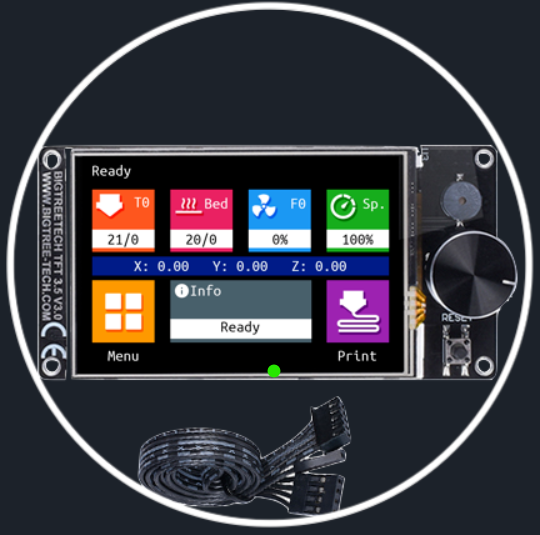 Ready
T0
Bed
F0
Sp.
21/0
20/0
0%
100%
X: 0.00 Y: 0.00 Z: 0.00
Info
Ready
Menu
Print
BIGTREETECH TFT 3.5 V3.0
WWW.BIGTREE-TECH.COM
CE
RESET